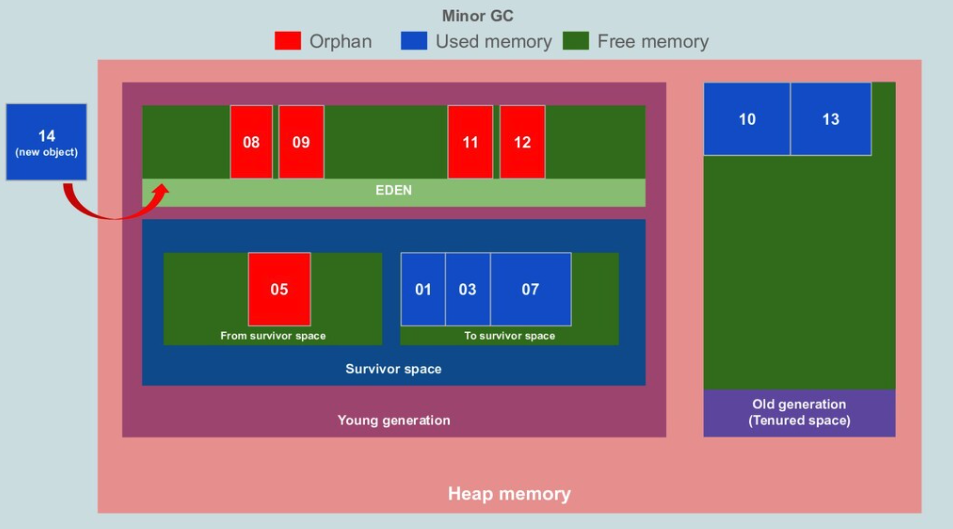 Minor GC
Orphan
Used memory
Free memory
14
(new object)
08
09
11
12
EDEN
05
From survivor space
01
03
07
To survivor space
Survivor space
Young generation
10
13
Old generation
(Tenured space)
Heap memory